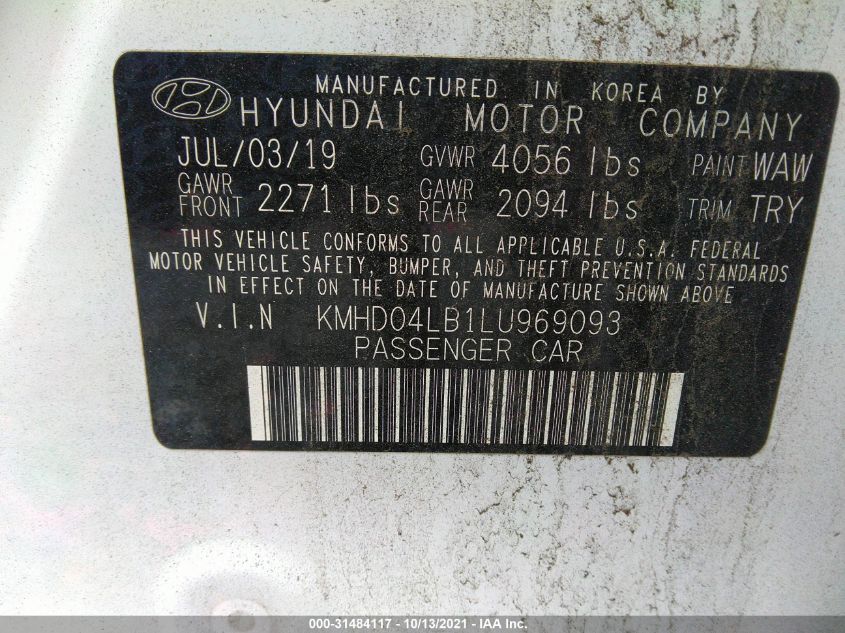 MANUFACTURED IN KOREA BY
HYUNDAI MOTOR COMPANY
JUL/03/19 GVWR 4056 lbs PAINT WAW
GAWR FRONT 2271 lbs GAWR REAR 2094 lbs TRIM TRY
THIS VEHICLE CONFORMS TO ALL APPLICABLE U.S.A. FEDERAL
MOTOR VEHICLE SAFETY, BUMPER, AND THEFT PREVENTION STANDARDS
IN EFFECT ON THE DATE OF MANUFACTURE SHOWN ABOVE
V.I.N KMHD04LB1LU969093
PASSENGER CAR
000-31484117 - 10/13/2021 - IAA Inc.